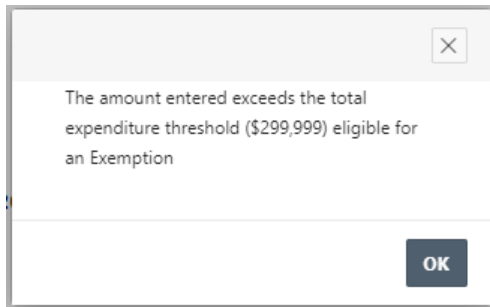 The amount entered exceeds the total
expenditure threshold ($299,999) eligible for
an Exemption
OK